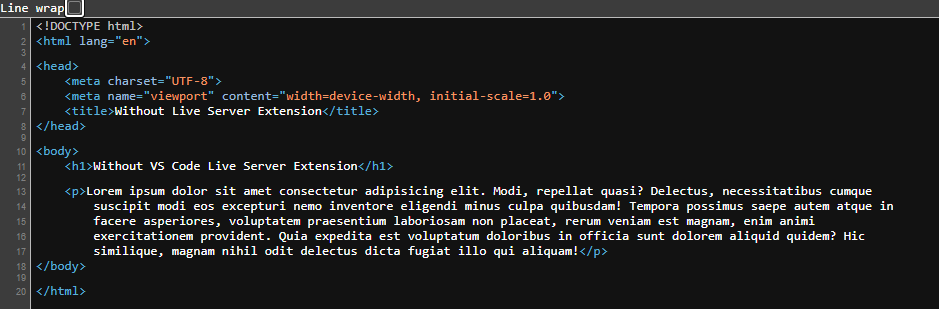 Line wrap
1 <!DOCTYPE html>
2 <html lang="en">
3
4 <head>
5     <meta charset="UTF-8">
6     <meta name="viewport" content="width=device-width, initial-scale=1.0">
7     <title>Without Live Server Extension</title>
8 </head>
9
10 <body>
11     <h1>Without VS Code Live Server Extension</h1>
12
13     <p>Lorem ipsum dolor sit amet consectetur adipisicing elit. Modi, repellat quasi? Delectus, necessitatibus cumque
14         suscipit modi eos excepturi nemo inventore eligendi minus culpa quibusdam! Tempora possimus saepe autem atque in
15         facere asperiores, voluptatem praesentium laboriosam non placeat, rerum veniam est magnam, enim animi
16         exercitationem provident. Quia expedita est voluptatum doloribus in officia sunt dolorem aliquid quidem? Hic
17         similique, magnam nihil odit delectus dicta fugiat illo qui aliquam!</p>
18 </body>
19
20 </html>